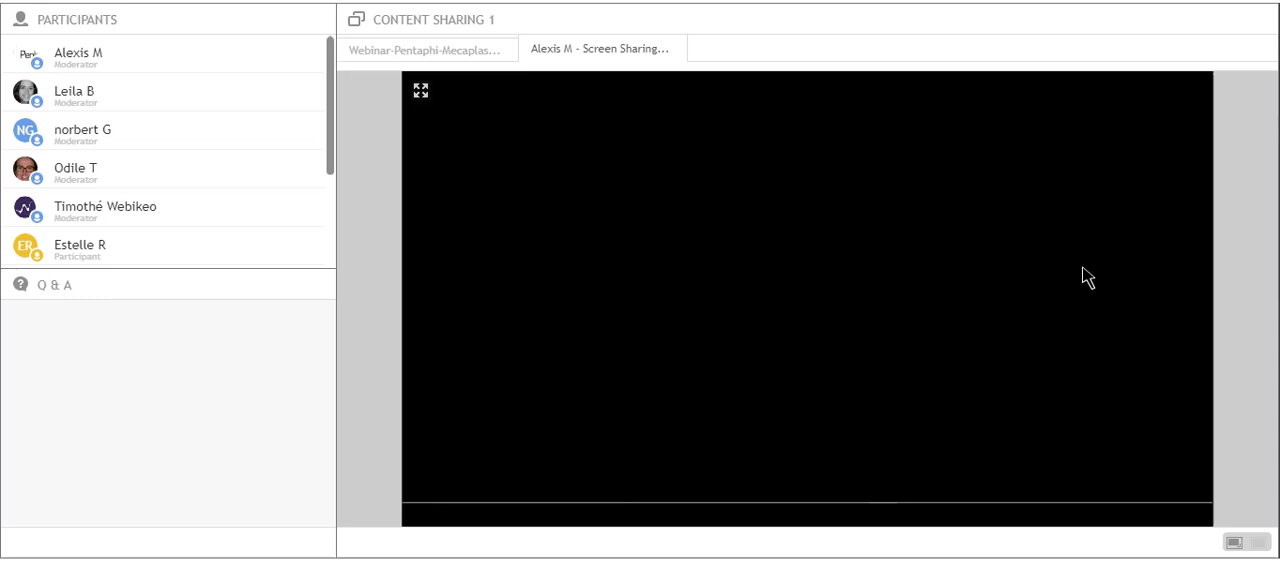 PARTICIPANTS
Pent-
Alexis M
Moderator
Leila B
Moderator
NG
norbert G
Moderator
Odile T
Moderator
Timothé Webikeo
Moderator
ER
Estelle R
Participant
Q & A
CONTENT SHARING 1
Webinar-Pentaphi-Mecaplas...
Alexis M - Screen Sharing...